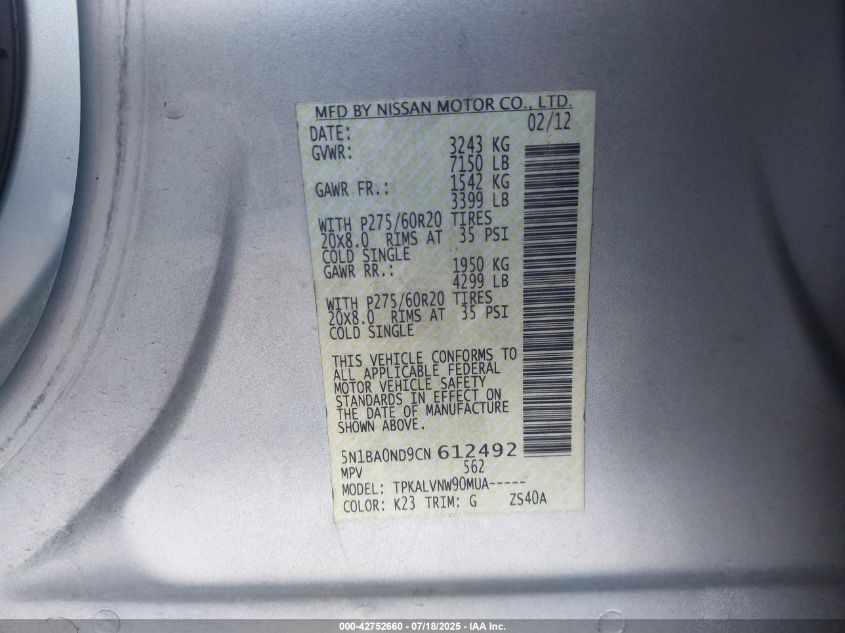 MFD BY NISSAN MOTOR CO., LTD.
DATE: 02/12
GVWR: 3243 KG
7150 LB
GAWR FR.: 1542 KG
3399 LB
WITH P275/60R20 TIRES
20X8.0 RIMS AT 35 PSI
COLD SINGLE
GAWR RR.: 1950 KG
4299 LB
WITH P275/60R20 TIRES
20X8.0 RIMS AT 35 PSI
COLD SINGLE
THIS VEHICLE CONFORMS TO
ALL APPLICABLE FEDERAL
MOTOR VEHICLE SAFETY
STANDARDS IN EFFECT ON
THE DATE OF MANUFACTURE
SHOWN ABOVE.
5N1BA0ND9CN 612492
MPV 562
MODEL: TPKALVNW90MUA-----
COLOR: K23 TRIM: G ZS40A
000-42752660 - 07/18/2025 - IAA Inc.